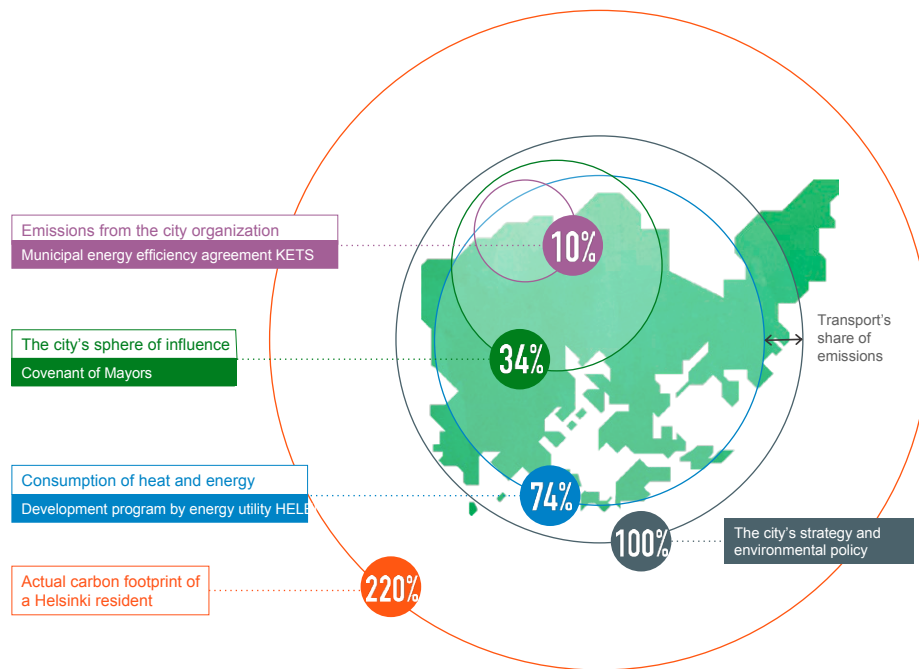 Emissions from the city organization
Municipal energy efficiency agreement KETS
10%
The city's sphere of influence
Covenant of Mayors
34%
Transport's
share of
emissions
Consumption of heat and energy
Development program by energy utility HELE
74%
100%
The city's strategy and
environmental policy
Actual carbon footprint of
a Helsinki resident
220%